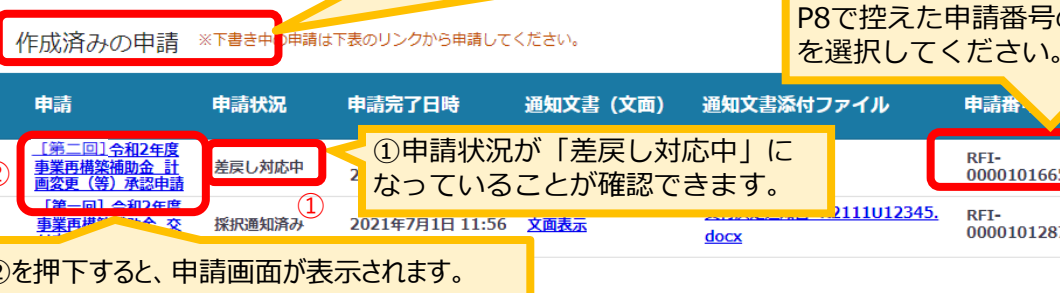 P8で控えた申請番号の
を選択してください。
作成済みの申請 ※下書き中の申請は下表のリンクから申請してください。
申請 申請状況 申請完了日時 通知文書（文面） 通知文書添付ファイル 申請番
［第二回］令和2年度
事業再構築補助金 計
画変更（等）承認申請
差戻し対応中
①申請状況が「差戻し対応中」に
なっていることが確認できます。
RFI-
000010166
②
①
［第一回］令和2年度
事業再構築 金 交
採択通知済み 2021年7月1日 11:56 文面表示
2111U12345.
docx
RFI-
000010128
②を押下すると、申請画面が表示されます。